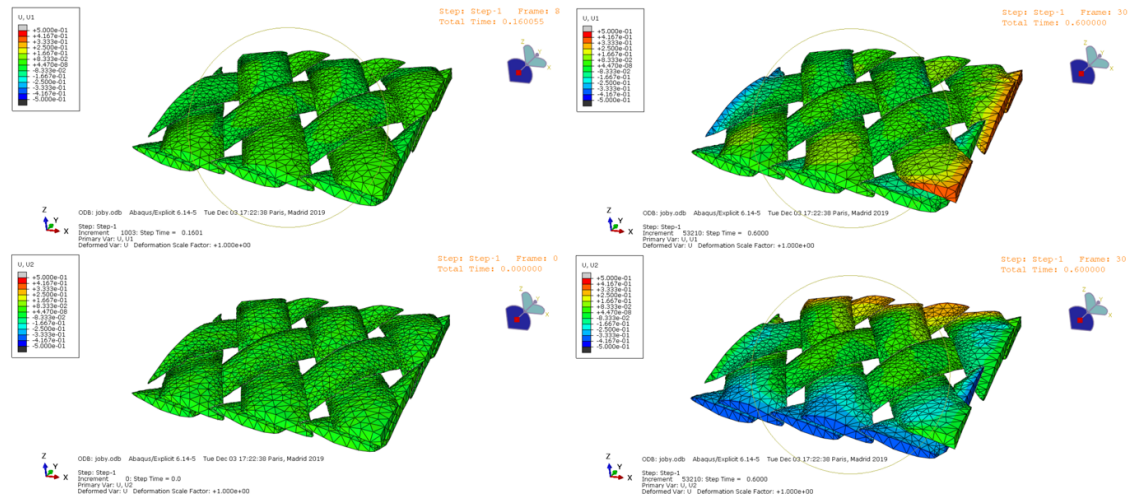 U, U1
+5.000e-01
+4.167e-01
+3.333e-01
+2.500e-01
+1.667e-01
+8.333e-02
+4.470e-08
-8.333e-02
-1.667e-01
-2.500e-01
-3.333e-01
-4.167e-01
-5.000e-01
Step: Step-1 Frame: 8
Total Time: 0.160055
Z
X
Z
Y
X
ODB: joby.odb Abaqus/Explicit 6.14-5 Tue Dec 03 17:22:38 Paris, Madrid 2019
Step: Step-1
Increment 1003: Step Time = 0.1601
Primary Var: U, U1
Deformed Var: U Deformation Scale Factor: +1.000e+00
U, U1
+5.000e-01
+4.167e-01
+3.333e-01
+2.500e-01
+1.667e-01
+8.333e-02
+4.470e-08
-8.333e-02
-1.667e-01
-2.500e-01
-3.333e-01
-4.167e-01
-5.000e-01
Step: Step-1 Frame: 30
Total Time: 0.600000
Z
X
Z
Y
X
ODB: joby.odb Abaqus/Explicit 6.14-5 Tue Dec 03 17:22:38 Paris, Madrid 2019
Step: Step-1
Increment 53210: Step Time = 0.6000
Primary Var: U, U1
Deformed Var: U Deformation Scale Factor: +1.000e+00
U, U2
+5.000e-01
+4.167e-01
+3.333e-01
+2.500e-01
+1.667e-01
+8.333e-02
+4.470e-08
-8.333e-02
-1.667e-01
-2.500e-01
-3.333e-01
-4.167e-01
-5.000e-01
Step: Step-1 Frame: 0
Total Time: 0.000000
Z
X
Z
Y
X
ODB: joby.odb Abaqus/Explicit 6.14-5 Tue Dec 03 17:22:38 Paris, Madrid 2019
Step: Step-1
Increment 0: Step Time = 0.0
Primary Var: U, U2
Deformed Var: U Deformation Scale Factor: +1.000e+00
U, U2
+5.000e-01
+4.167e-01
+3.333e-01
+2.500e-01
+1.667e-01
+8.333e-02
+4.470e-08
-8.333e-02
-1.667e-01
-2.500e-01
-3.333e-01
-4.167e-01
-5.000e-01
Step: Step-1 Frame: 30
Total Time: 0.600000
Z
X
Z
Y
X
ODB: joby.odb Abaqus/Explicit 6.14-5 Tue Dec 03 17:22:38 Paris, Madrid 2019
Step: Step-1
Increment 53210: Step Time = 0.6000
Primary Var: U, U2
Deformed Var: U Deformation Scale Factor: +1.000e+00